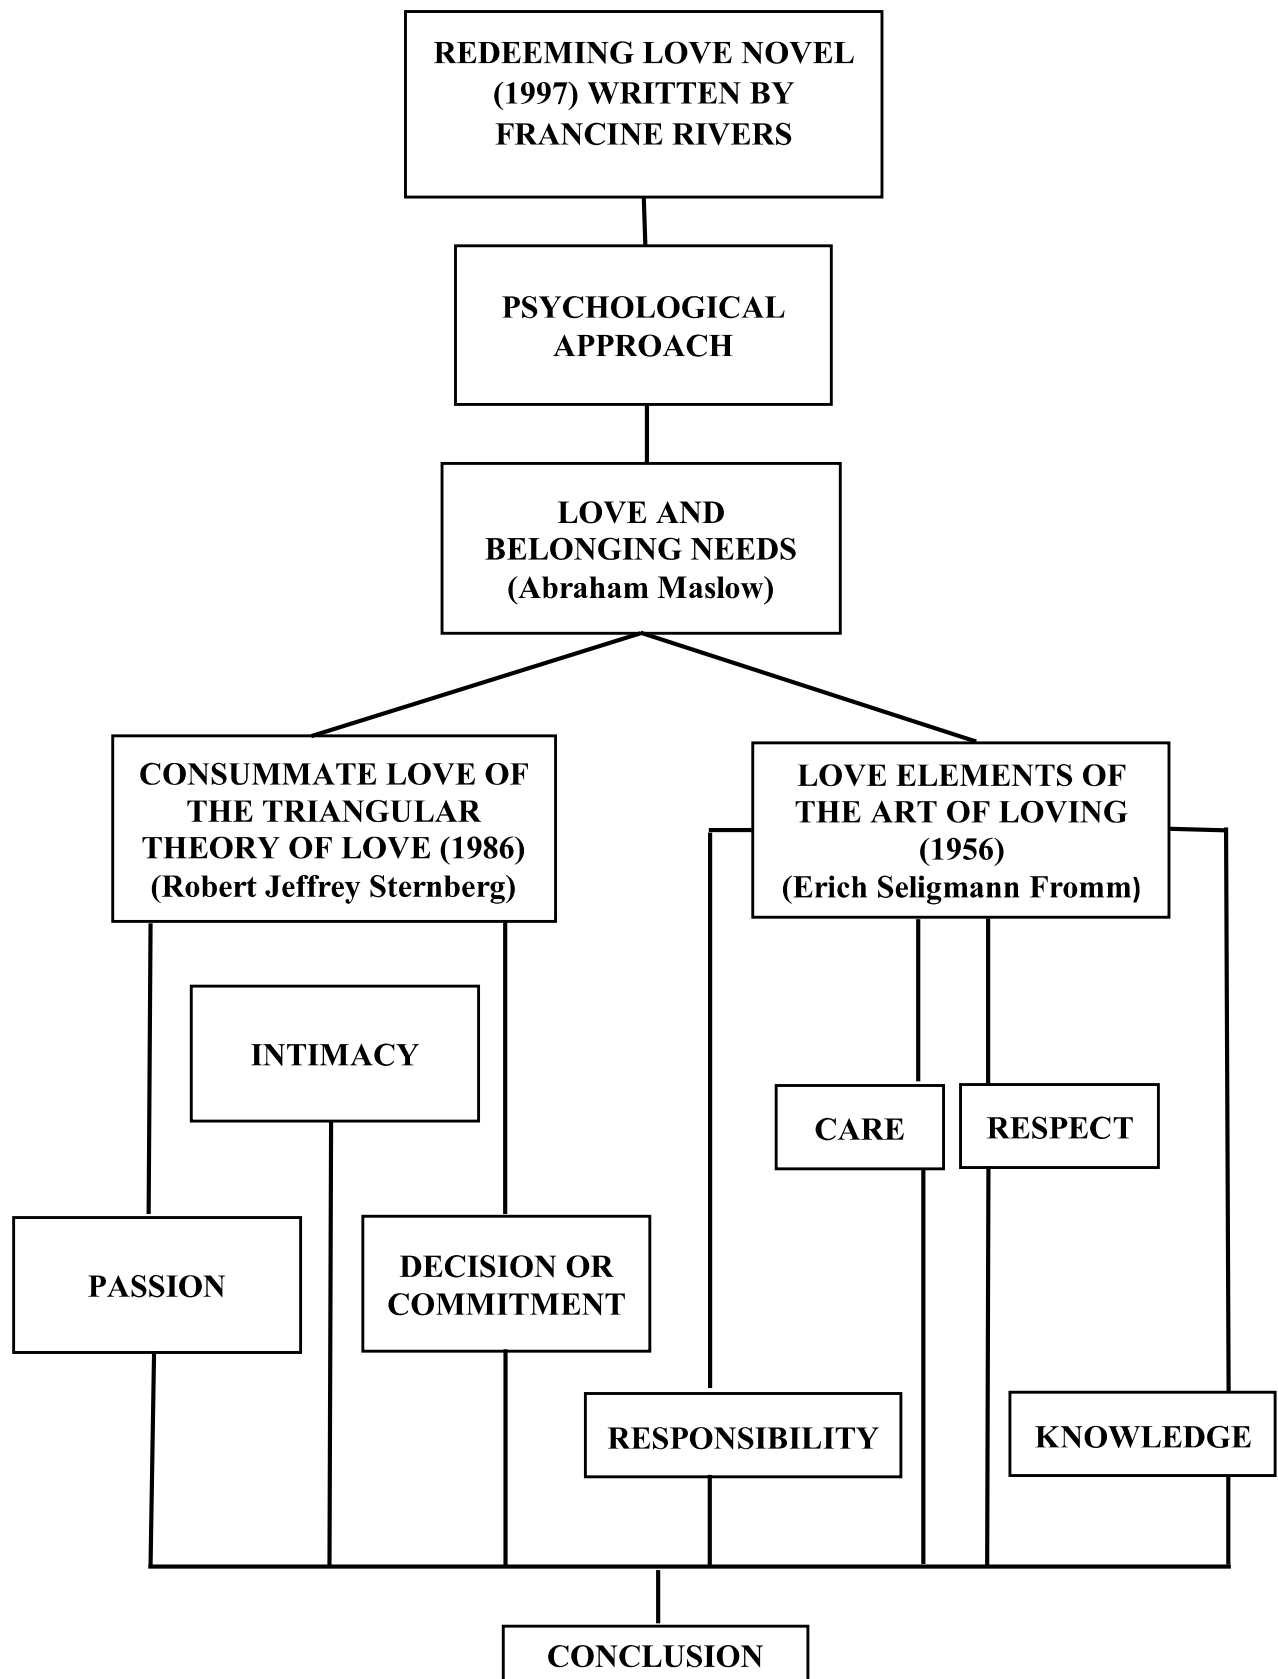 REDEEMING LOVE NOVEL
(1997) WRITTEN BY
FRANCINE RIVERS
PSYCHOLOGICAL
APPROACH
LOVE AND
BELONGING NEEDS
(Abraham Maslow)
CONSUMMATE LOVE OF
THE TRIANGULAR
THEORY OF LOVE (1986)
(Robert Jeffrey Sternberg)
LOVE ELEMENTS OF
THE ART OF LOVING
(1956)
(Erich Seligmann Fromm)
INTIMACY
CARE
RESPECT
PASSION
DECISION OR
COMMITMENT
RESPONSIBILITY
KNOWLEDGE
CONCLUSION